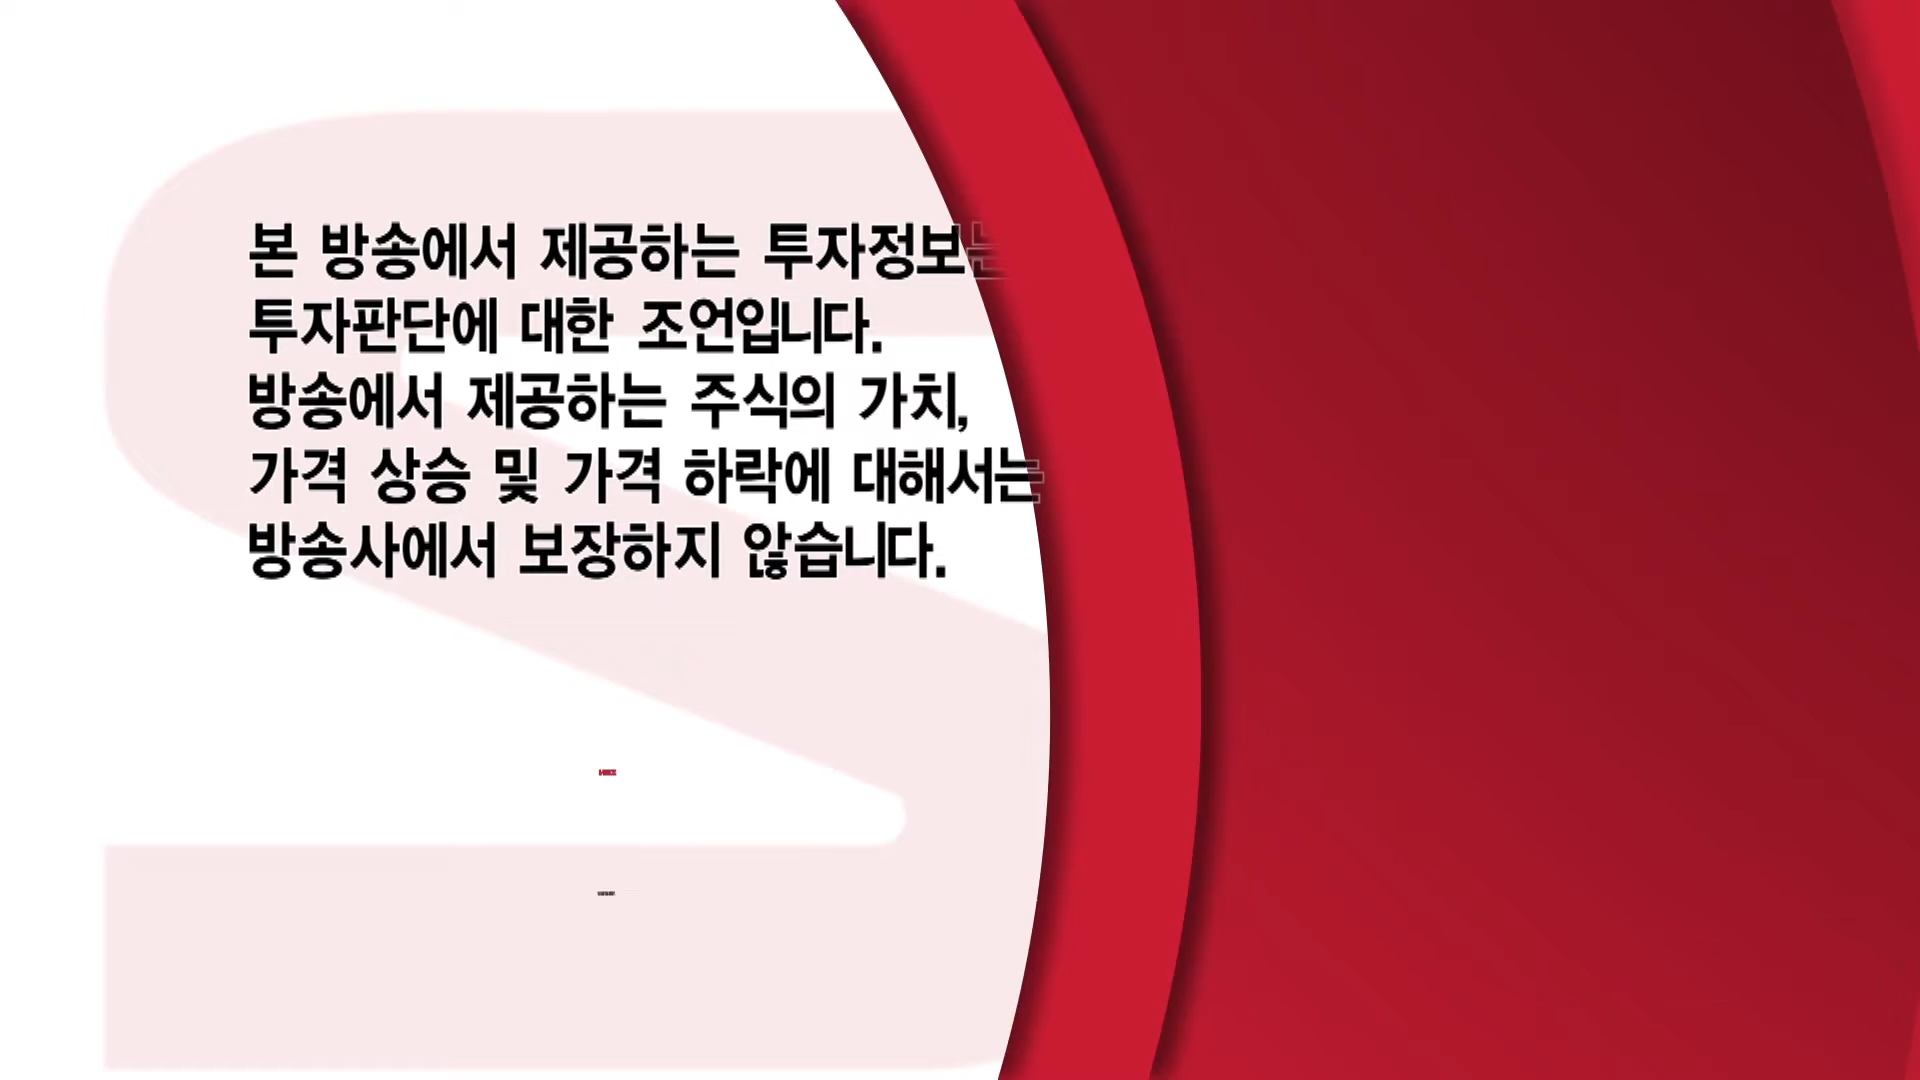 본 방송에서 제공하는 투자정보는
투자판단에 대한 조언입니다.
방송에서 제공하는 주식의 가치,
가격 상승 및 가격 하락에 대해서는
방송사에서 보장하지 않습니다.